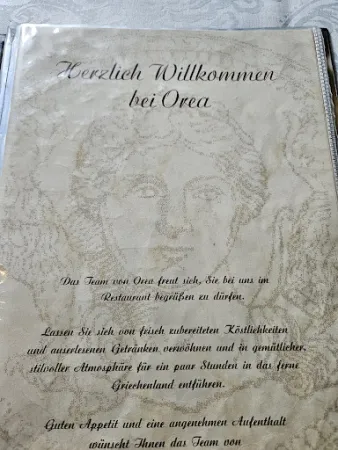 Herzlich Willkommen
bei Orea
Das Team von Orea freut sich, Sie bei uns im
Restaurant begrüßen zu dürfen.
Lassen Sie sich von frisch zubereiteten Köstlichkeiten
und auserlesenen Getränken verwöhnen und in gemütlicher,
stilvoller Atmosphäre für ein paar Stunden in das ferne
Griechenland entführen.
Guten Appetit und eine angenehmen Aufenthalt
wünscht Ihnen das Team von